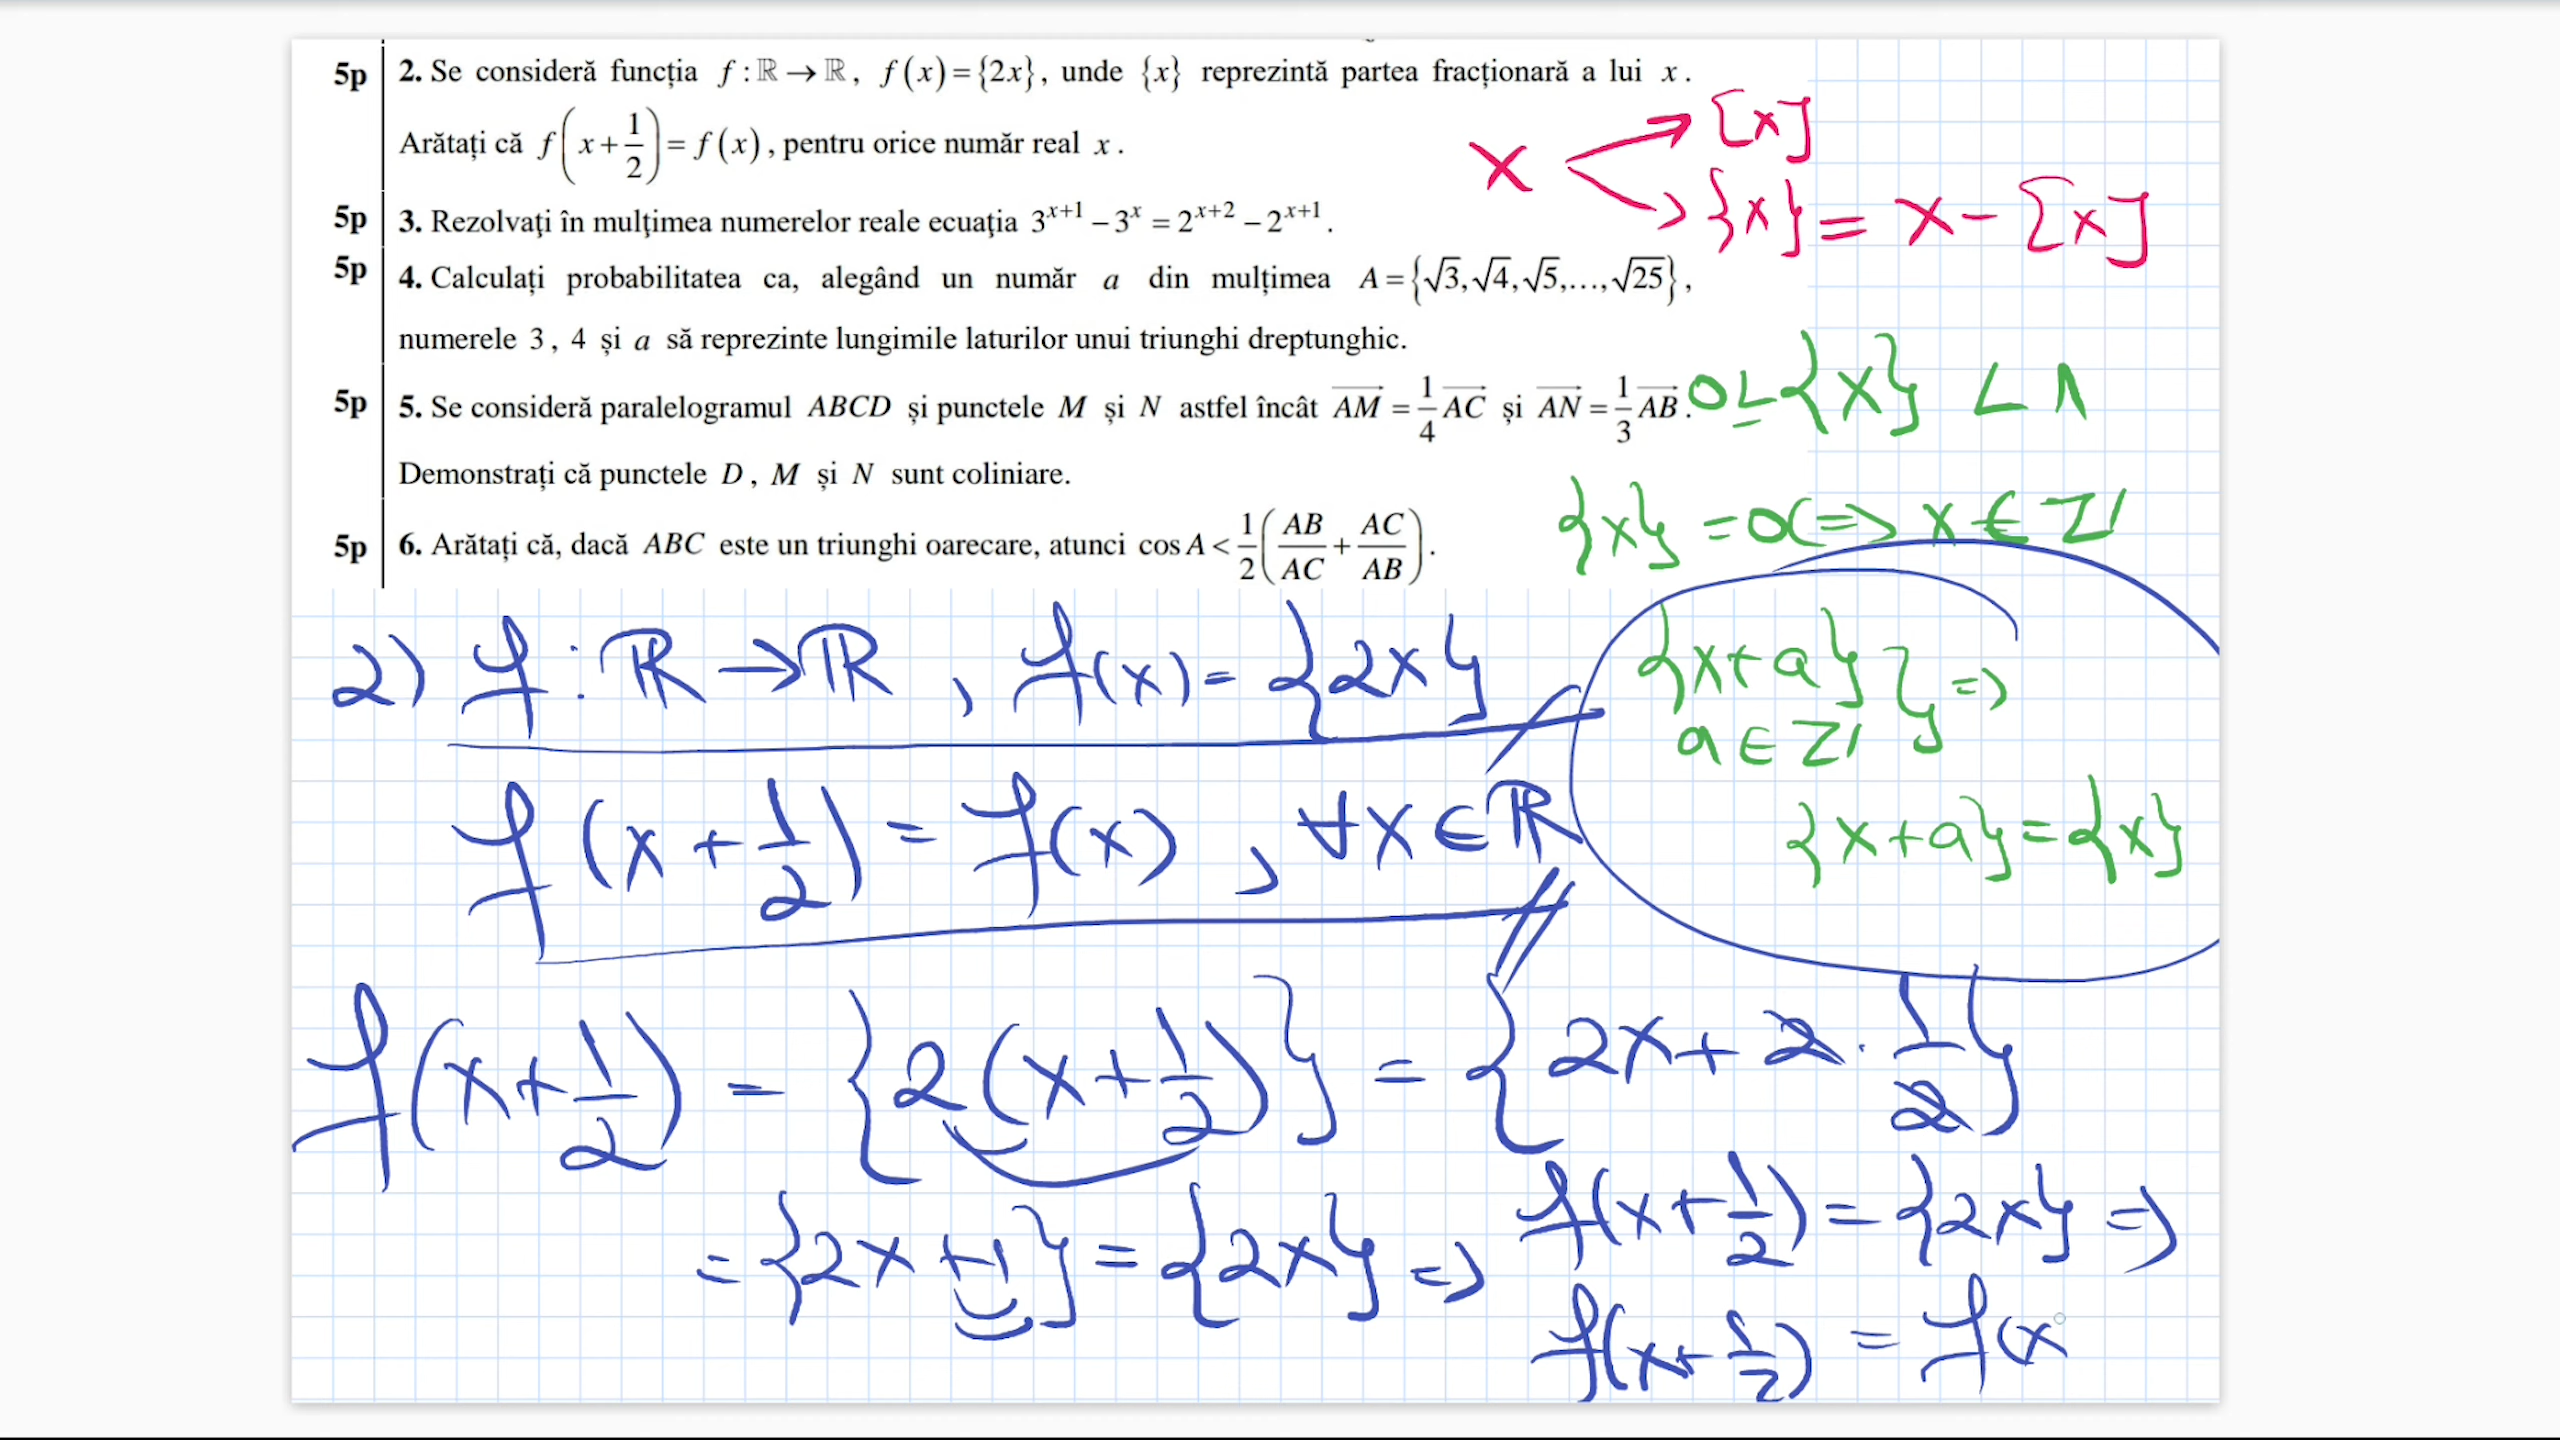 5p 2. Se consideră funcția f : ℝ → ℝ, f(x) = {2x}, unde {x} reprezintă partea fracționară a lui x.
Arătați că f(x + 1/2) = f(x), pentru orice număr real x.
5p 3. Rezolvați în mulțimea numerelor reale ecuația 3^(x+1) − 3^x = 2^(x+2) − 2^(x+1).
5p 4. Calculați probabilitatea ca, alegând un număr a din mulțimea A = {√3, √4, √5, ..., √25},
numerele 3, 4 și a să reprezinte lungimile laturilor unui triunghi dreptunghic.
5p 5. Se consideră paralelogramul ABCD și punctele M și N astfel încât AM = 1/4 AC și AN = 1/3 AB.
Demonstrați că punctele D, M și N sunt coliniare.
5p 6. Arătați că, dacă ABC este un triunghi oarecare, atunci cos A < 1/2 (AB/AC + AC/AB).
x → [x]
→ {x} = x − [x]
0 ≤ {x} < 1
{x} = 0 (=> x ∈ ℤ
{x+a}
a ∈ ℤ } =>
{x+a} = {x}
2) f : ℝ → ℝ, f(x) = {2x}
f(x + 1/2) = f(x), ∀x ∈ ℝ
f(x + 1/2) = {2(x + 1/2)} = {2x + 2 · 1/2}
= {2x + 1} = {2x} =>
f(x + 1/2) = {2x} =>
f(x + 1/2) = f(x